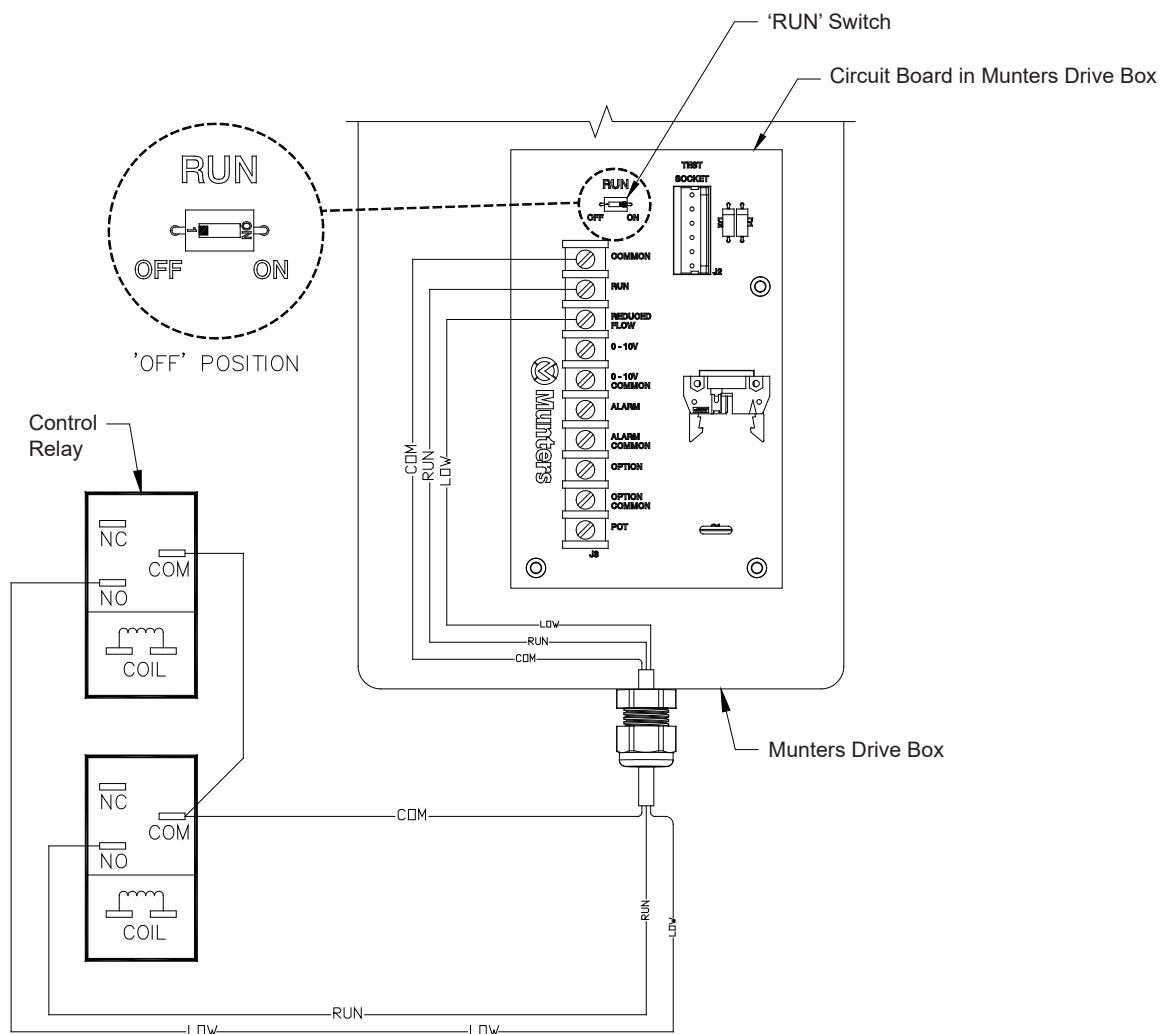 'RUN' Switch
Circuit Board in Munters Drive Box
RUN
1
ON
OFF
ON
'OFF' POSITION
TEST
SOCKET
RUN
OFF
ON
J2
COMMON
RUN
REDUCED
FLOW
0 - 10V
0 - 10V
COMMON
ALARM
ALARM
COMMON
OPTION
OPTION
COMMON
POT
J3
Munters
COM
RUN
LOW
Control
Relay
NC
COM
NO
COIL
LOW
RUN
COM
Munters Drive Box
NC
COM
NO
COIL
COM
RUN
LOW
RUN
LOW
LOW